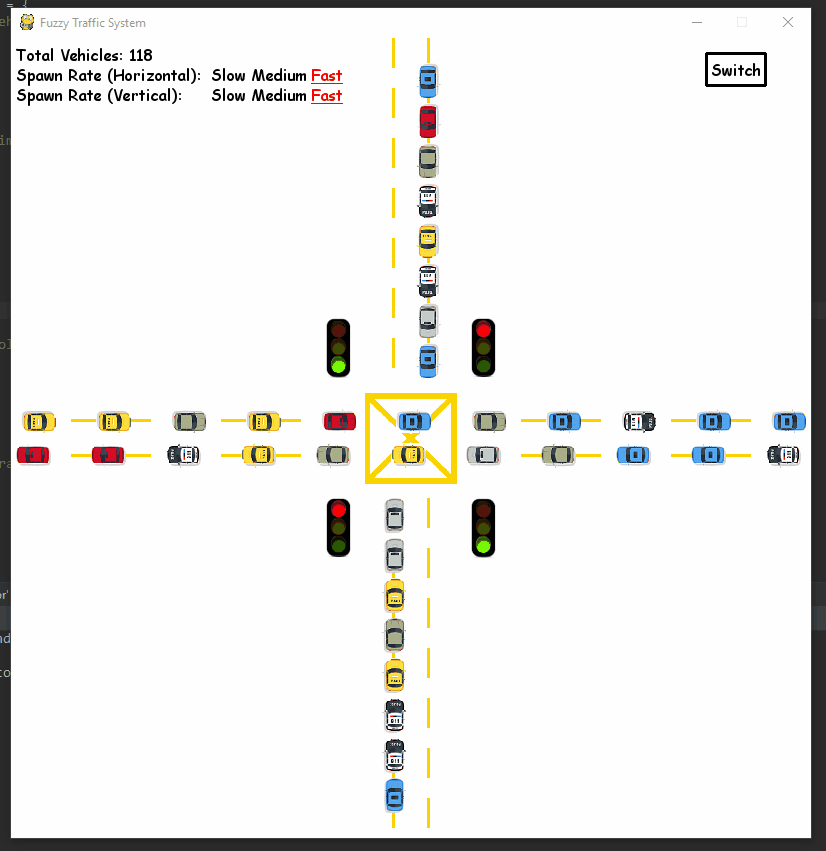 Fuzzy Traffic System
Total Vehicles: 118
Spawn Rate (Horizontal): Slow Medium Fast
Spawn Rate (Vertical): Slow Medium Fast
Switch